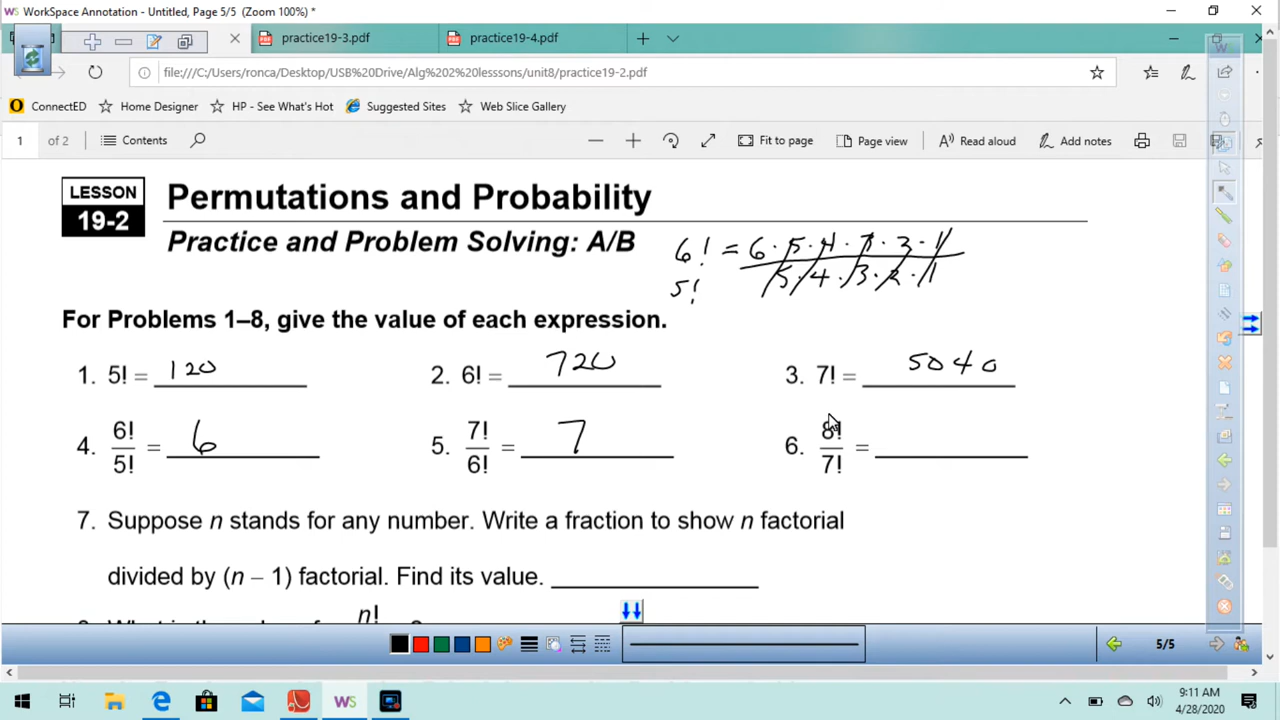 WorkSpace Annotation - Untitled, Page 5/5 (Zoom 100%) *
practice19-3.pdf
practice19-4.pdf
file:///C:/Users/ronca/Desktop/USB%20Drive/Alg%202%20lesssons/unit8/practice19-2.pdf
ConnectED
Home Designer
HP - See What's Hot
Suggested Sites
Web Slice Gallery
1 of 2
Contents
Fit to page
Page view
Read aloud
Add notes
LESSON
19-2
Permutations and Probability
Practice and Problem Solving: A/B
6! = 6 · 5 · 4 · 3 · 2 · 1
5! 5 · 4 · 3 · 2 · 1
For Problems 1–8, give the value of each expression.
1. 5! = 120
2. 6! = 720
3. 7! = 5040
4. 6!/5! = 6
5. 7!/6! = 7
6. 8!/7! =
7. Suppose n stands for any number. Write a fraction to show n factorial
divided by (n – 1) factorial. Find its value.
n!
5/5
WS
9:11 AM
4/28/2020